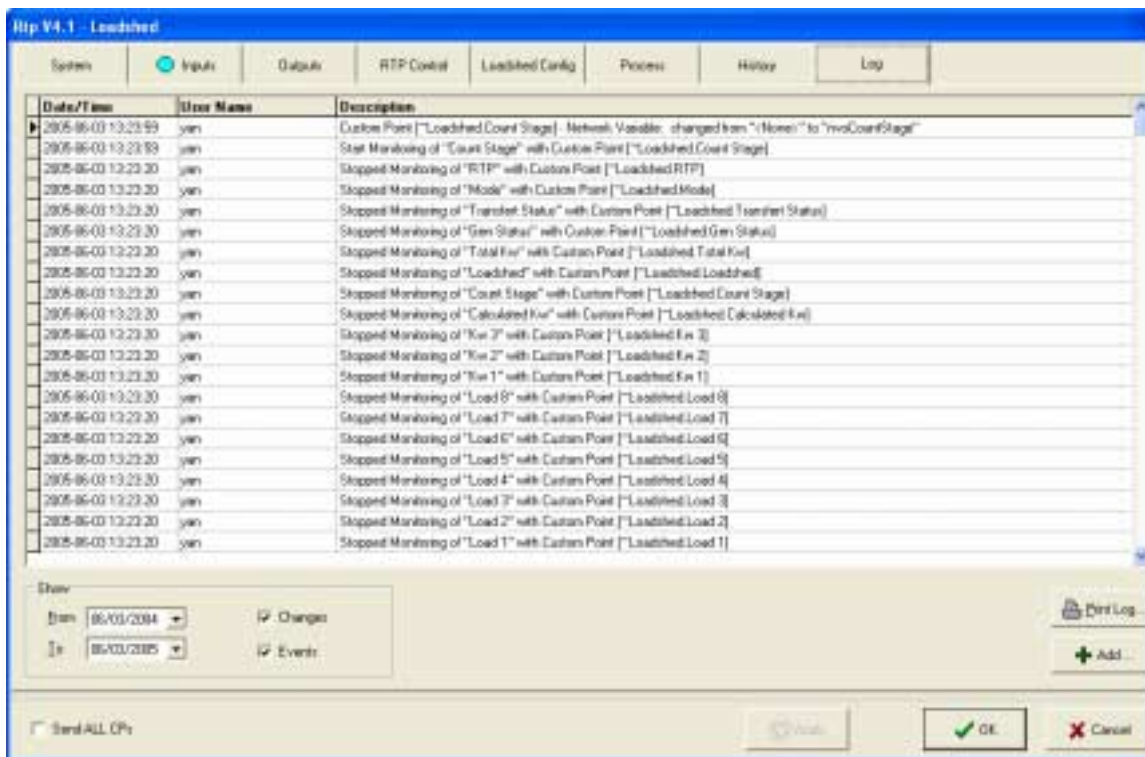 Rtp V4.1 - Loadshed
System Inputs Outputs RTP Control Loadshed Config Process History Log
Date/Time User Name Description
2005-06-03 13:23:59 yan Custom Point [~Loadshed.Count Stage] - Network Variable: changed from "<None>" to "nvoCountStage"
2005-06-03 13:23:59 yan Start Monitoring of "Count Stage" with Custom Point [~Loadshed.Count Stage]
2005-06-03 13:23:20 yan Stopped Monitoring of "RTP" with Custom Point [~Loadshed.RTP]
2005-06-03 13:23:20 yan Stopped Monitoring of "Mode" with Custom Point [~Loadshed.Mode]
2005-06-03 13:23:20 yan Stopped Monitoring of "Transfert Status" with Custom Point [~Loadshed.Transfert Status]
2005-06-03 13:23:20 yan Stopped Monitoring of "Gen Status" with Custom Point [~Loadshed.Gen Status]
2005-06-03 13:23:20 yan Stopped Monitoring of "Total Kw" with Custom Point [~Loadshed.Total Kw]
2005-06-03 13:23:20 yan Stopped Monitoring of "Loadshed" with Custom Point [~Loadshed.Loadshed]
2005-06-03 13:23:20 yan Stopped Monitoring of "Count Stage" with Custom Point [~Loadshed.Count Stage]
2005-06-03 13:23:20 yan Stopped Monitoring of "Calculated Kw" with Custom Point [~Loadshed.Calculated Kw]
2005-06-03 13:23:20 yan Stopped Monitoring of "Kw 3" with Custom Point [~Loadshed.Kw 3]
2005-06-03 13:23:20 yan Stopped Monitoring of "Kw 2" with Custom Point [~Loadshed.Kw 2]
2005-06-03 13:23:20 yan Stopped Monitoring of "Kw 1" with Custom Point [~Loadshed.Kw 1]
2005-06-03 13:23:20 yan Stopped Monitoring of "Load 8" with Custom Point [~Loadshed.Load 8]
2005-06-03 13:23:20 yan Stopped Monitoring of "Load 7" with Custom Point [~Loadshed.Load 7]
2005-06-03 13:23:20 yan Stopped Monitoring of "Load 6" with Custom Point [~Loadshed.Load 6]
2005-06-03 13:23:20 yan Stopped Monitoring of "Load 5" with Custom Point [~Loadshed.Load 5]
2005-06-03 13:23:20 yan Stopped Monitoring of "Load 4" with Custom Point [~Loadshed.Load 4]
2005-06-03 13:23:20 yan Stopped Monitoring of "Load 3" with Custom Point [~Loadshed.Load 3]
2005-06-03 13:23:20 yan Stopped Monitoring of "Load 2" with Custom Point [~Loadshed.Load 2]
2005-06-03 13:23:20 yan Stopped Monitoring of "Load 1" with Custom Point [~Loadshed.Load 1]
Show
From 06/03/2004 Changes
To 06/03/2005 Events
Print Log...
Add...
Send ALL CPs OK Cancel